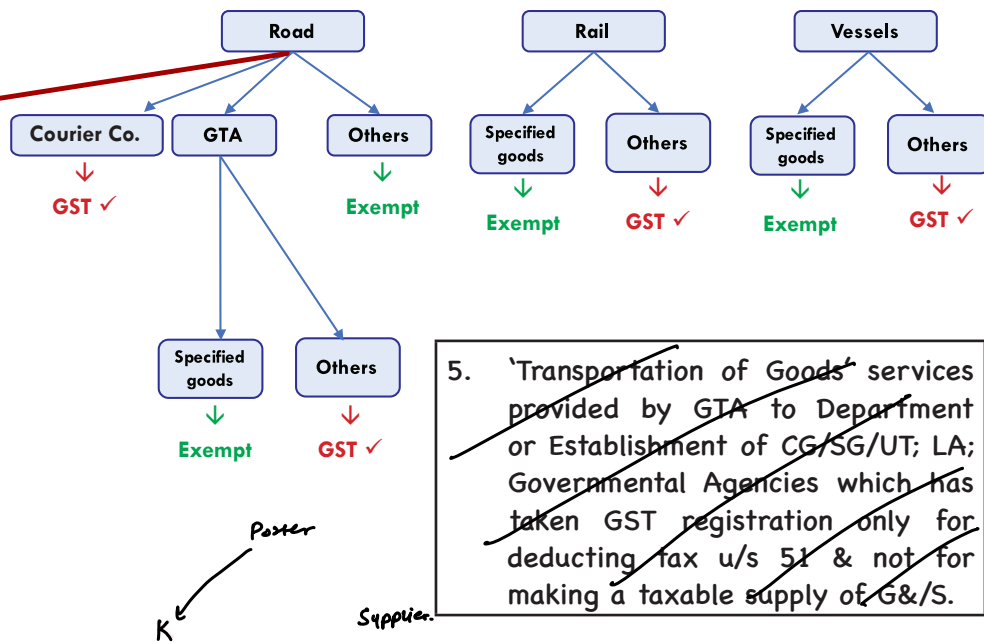 Road
Rail
Vessels
Courier Co.
GTA
Others
Specified
goods
Others
Specified
goods
Others
GST ✓
Exempt
Exempt
GST ✓
Exempt
GST ✓
Specified
goods
Others
Exempt
GST ✓
5. 'Transportation of Goods' services
provided by GTA to Department
or Establishment of CG/SG/UT; LA;
Governmental Agencies which has
taken GST registration only for
deducting tax u/s 51 & not for
making a taxable supply of G&/S.
K
Supplier.